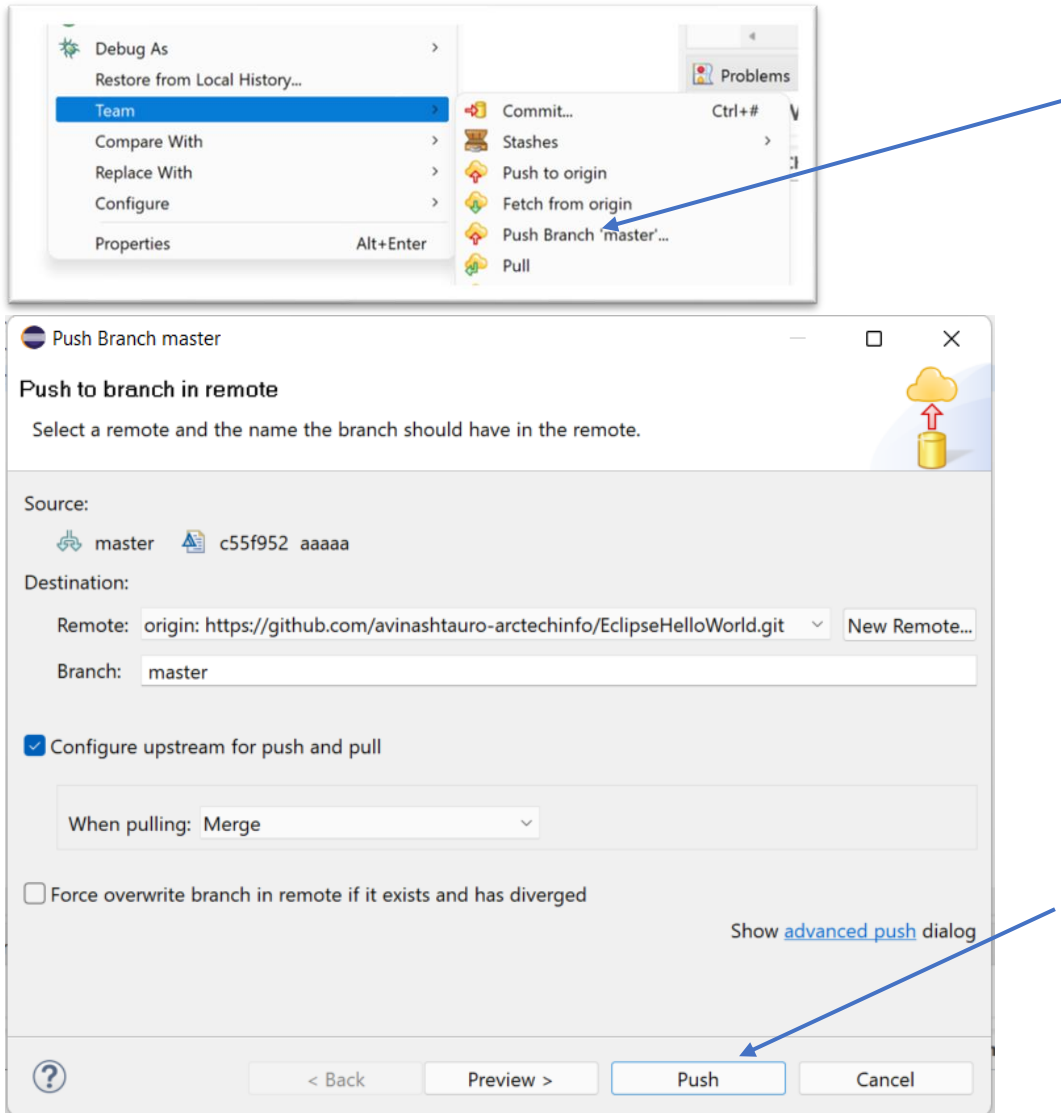 Debug As
Restore from Local History...
Team
Compare With
Replace With
Configure
Properties Alt+Enter
Problems
Commit... Ctrl+#
Stashes
Push to origin
Fetch from origin
Push Branch 'master'...
Pull
Push Branch master
Push to branch in remote
Select a remote and the name the branch should have in the remote.
Source:
master c55f952 aaaaa
Destination:
Remote: origin: https://github.com/avinashtauro-arctechinfo/EclipseHelloWorld.git New Remote...
Branch: master
Configure upstream for push and pull
When pulling: Merge
Force overwrite branch in remote if it exists and has diverged
Show advanced push dialog
? < Back Preview > Push Cancel